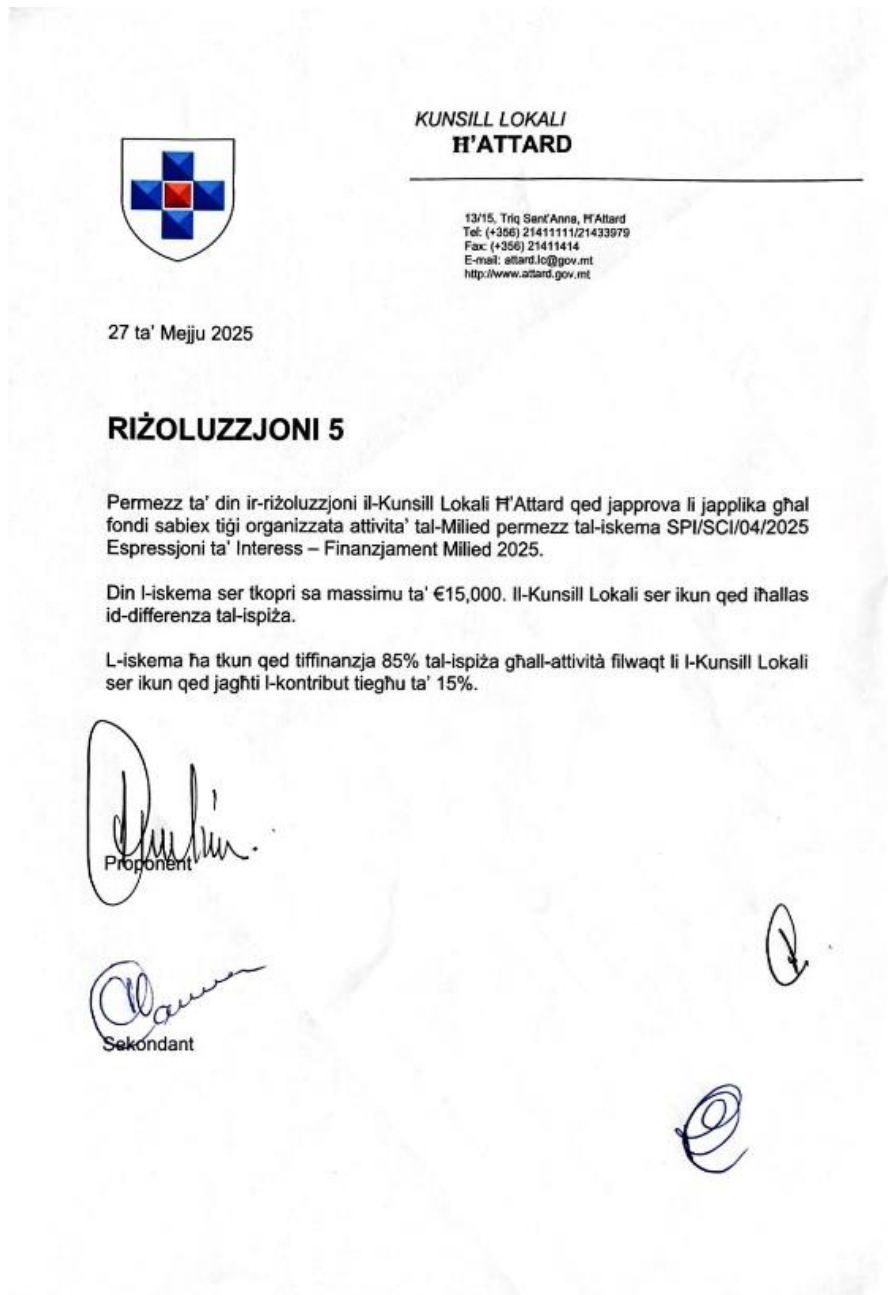 KUNSILL LOKALI
Ħ'ATTARD
13/15, Triq Sant'Anna, Ħ'Attard
Tel: (+356) 21411111/21433979
Fax: (+356) 21411414
E-mail: attard.lc@gov.mt
http://www.attard.gov.mt
27 ta' Mejju 2025
RIŻOLUZZJONI 5
Permezz ta' din ir-riżoluzzjoni il-Kunsill Lokali Ħ'Attard qed japprova li japplika għal
fondi sabiex tiġi organizzata attivita' tal-Milied permezz tal-iskema SPI/SCI/04/2025
Espressjoni ta' Interess – Finanzjament Milied 2025.
Din l-iskema ser tkopri sa massimu ta' €15,000. Il-Kunsill Lokali ser ikun qed iħallas
id-differenza tal-ispiża.
L-iskema ħa tkun qed tiffinanzja 85% tal-ispiża għall-attività filwaqt li l-Kunsill Lokali
ser ikun qed jagħti l-kontribut tiegħu ta' 15%.
Proponent
Sekondant